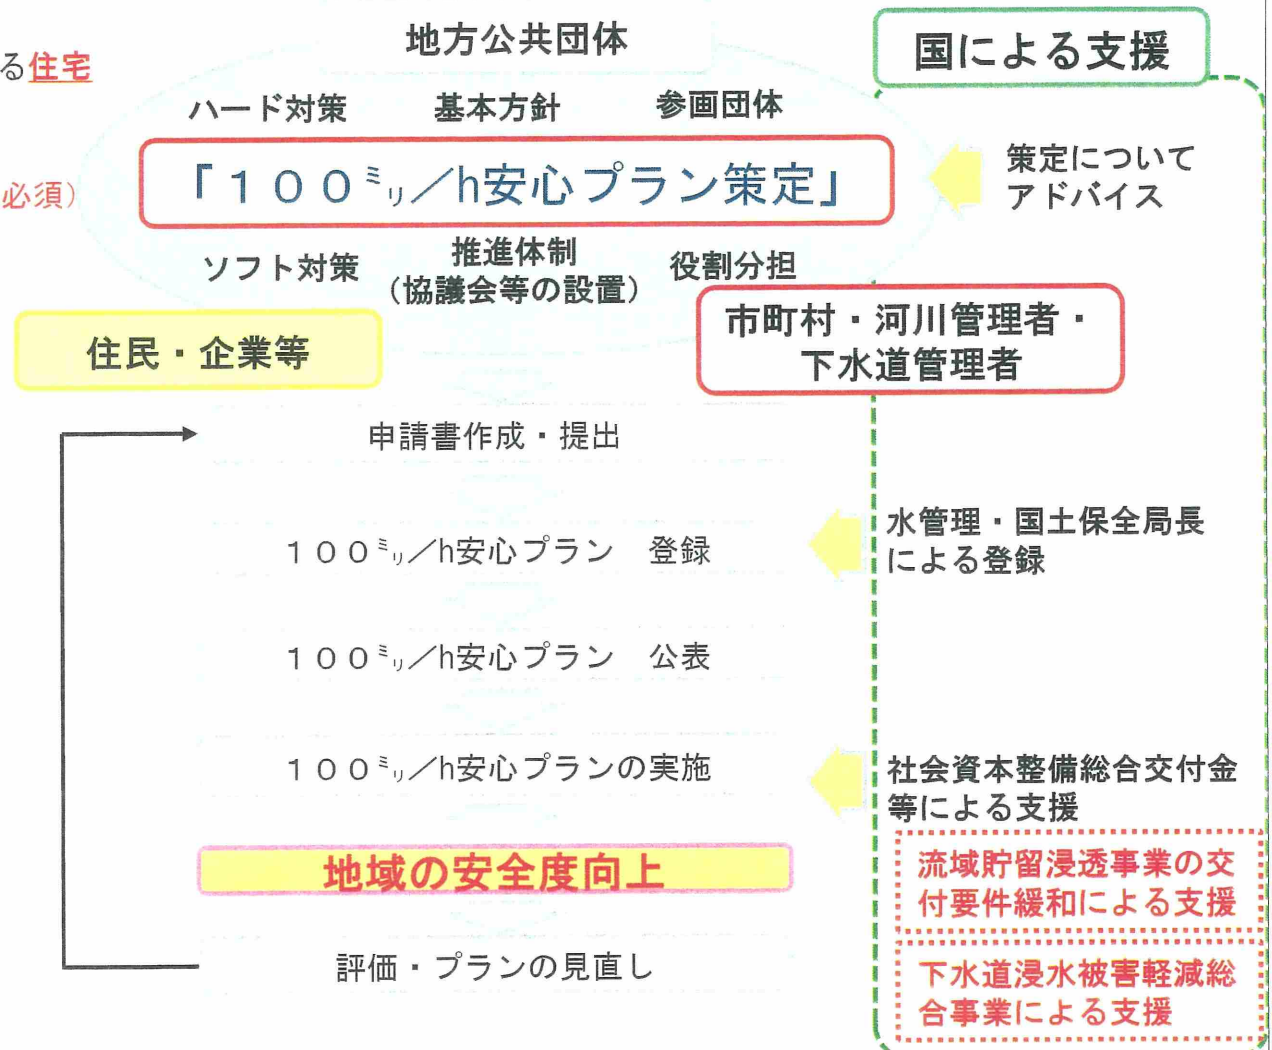 地方公共団体
国による支援
る住宅
ハード対策
基本方針
参画団体
「１００㍉／h安心プラン策定」
策定について
アドバイス
必須）
ソフト対策
推進体制
（協議会等の設置）
役割分担
市町村・河川管理者・
下水道管理者
住民・企業等
申請書作成・提出
１００㍉／h安心プラン　登録
水管理・国土保全局長
による登録
１００㍉／h安心プラン　公表
１００㍉／h安心プランの実施
社会資本整備総合交付金
等による支援
流域貯留浸透事業の交
付要件緩和による支援
地域の安全度向上
評価・プランの見直し
下水道浸水被害軽減総
合事業による支援